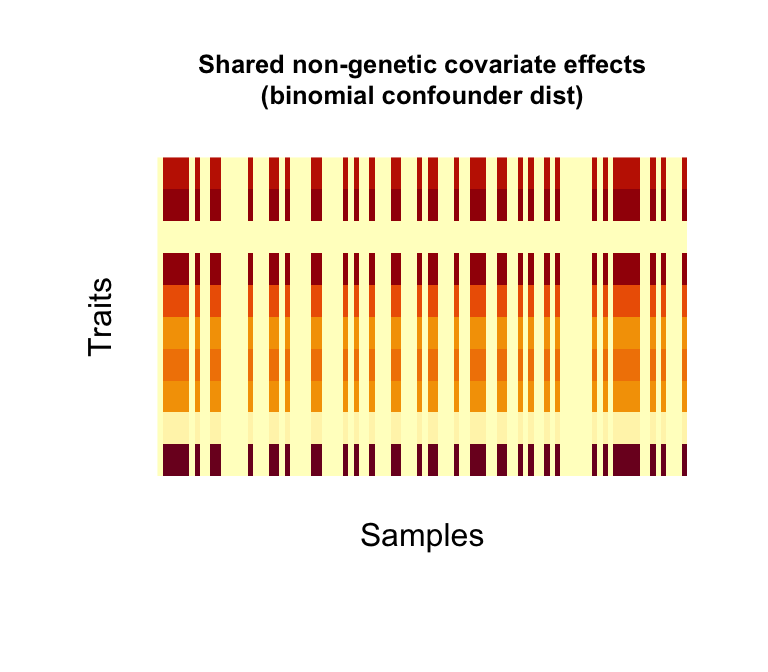 Shared non-genetic covariate effects
(binomial confounder dist)
Traits
Samples